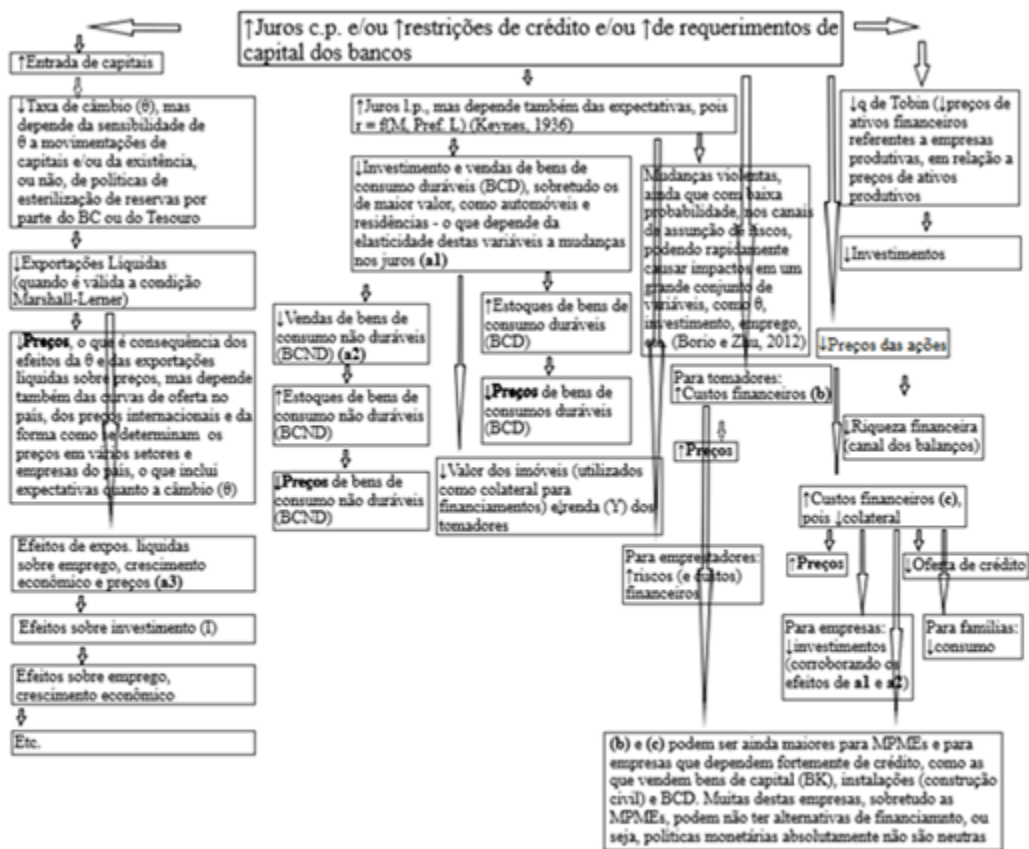 ↑Juros c.p. e/ou ↑restrições de crédito e/ou ↑de requerimentos de
capital dos bancos
↑Entrada de capitais
↓Taxa de câmbio (θ), mas
depende da sensibilidade de
θ a movimentações de
capitais e/ou da existência,
ou não, de políticas de
esterilização de reservas por
parte do BC ou do Tesouro
↓Exportações Líquidas
(quando é válida a condição
Marshall-Lerner)
↓Preços, o que é consequência dos
efeitos da θ e das exportações
líquidas sobre preços, mas depende
também das curvas de oferta no
país, dos preços internacionais e da
forma como se determinam os
preços em vários setores e
empresas do país, o que inclui
expectativas quanto a câmbio (θ)
Efeitos de expos. líquidas
sobre emprego, crescimento
econômico e preços (a3)
Efeitos sobre investimento (I)
Efeitos sobre emprego,
crescimento econômico
Etc.
↑Juros l.p., mas depende também das expectativas, pois
r = f(M, Pref. L) (Keynes, 1936)
↓Investimento e vendas de bens de
consumo duráveis (BCD), sobretudo os
de maior valor, como automóveis e
residências - o que depende da
elasticidade destas variáveis a mudanças
nos juros (a1)
↓Vendas de bens de
consumo não duráveis
(BCND) (a2)
↑Estoques de bens de
consumo não duráveis
(BCND)
↓Preços de bens de
consumo não duráveis
(BCND)
↑Estoques de bens de
consumo duráveis
(BCD)
↓Preços de bens de
consumos duráveis
(BCD)
↓Valor dos imóveis (utilizados
como colateral para
financiamentos) e↓renda (Y) dos
tomadores
Mudanças violentas,
ainda que com baixa
probabilidade, nos canais
de assunção de riscos,
podendo rapidamente
causar impactos em um
grande conjunto de
variáveis, como θ,
investimento, emprego,
(Borio e Zhu, 2012)
Para tomadores:
↑Custos financeiros (b)
↑Preços
Para emprestadores:
↑riscos (e custos)
financeiros
↓q de Tobin (↓preços de
ativos financeiros
referentes a empresas
produtivas, em relação a
preços de ativos
produtivos
↓Investimentos
↓Preços das ações
↓Riqueza financeira
(canal dos balanços)
↑Custos financeiros (c),
pois ↓colateral
↑Preços
↓Oferta de crédito
Para empresas:
↓investimentos
(corroborando os
efeitos de a1 e a2)
Para famílias:
↓consumo
(b) e (c) podem ser ainda maiores para MPMEs e para
empresas que dependem fortemente de crédito, como as
que vendem bens de capital (BK), instalações (construção
civil) e BCD. Muitas destas empresas, sobretudo as
MPMEs, podem não ter alternativas de financiamnto, ou
seja, políticas monetárias absolutamente não são neutras